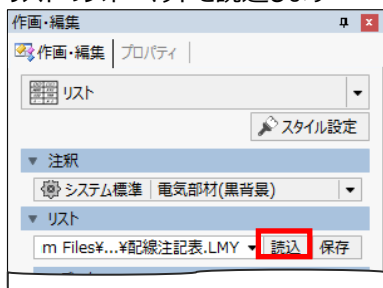 作画・編集
作画・編集 プロパティ
リスト
スタイル設定
注釈
システム標準 電気部材(黒背景)
リスト
m Files¥...¥配線注記表.LMY 読込 保存